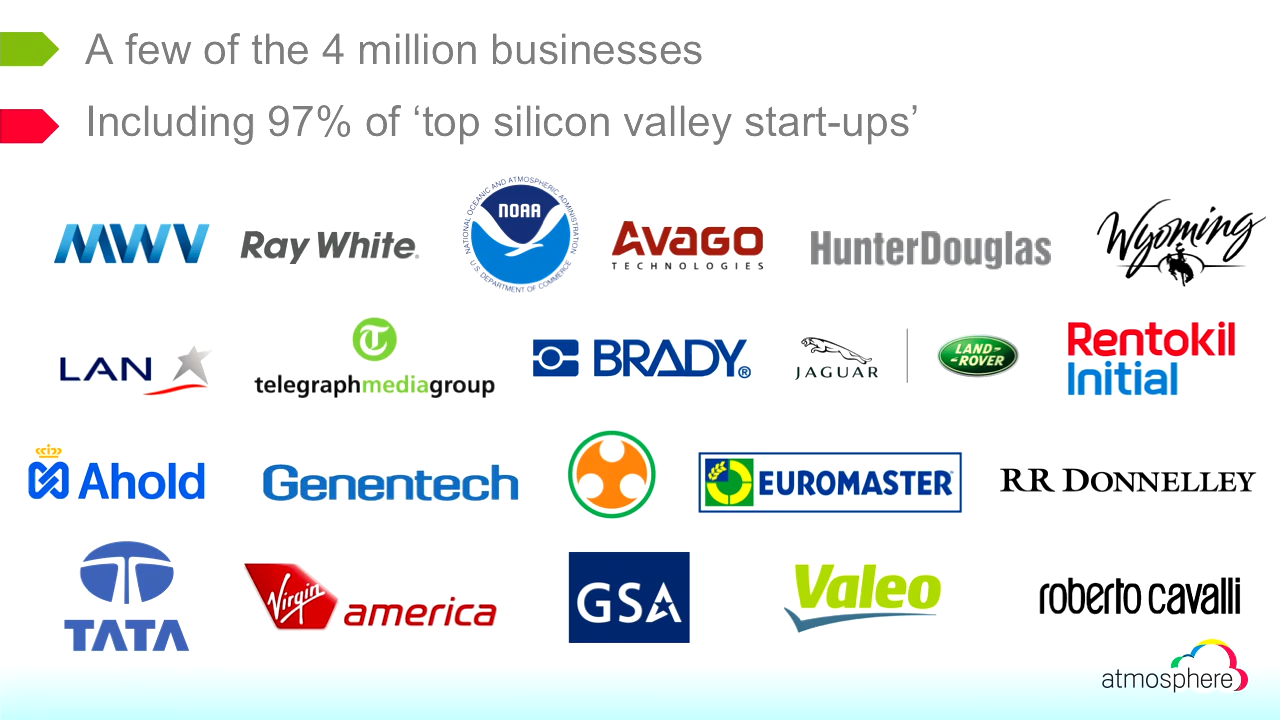 A few of the 4 million businesses
Including 97% of ‘top silicon valley start-ups’
MWV
Ray White.
NATIONAL OCEANIC AND ATMOSPHERIC ADMINISTRATION
NOAA
U.S. DEPARTMENT OF COMMERCE
AVAGO
TECHNOLOGIES
HunterDouglas
Wyoming
LAN
telegraphmediagroup
BRADY®
JAGUAR
LAND-
-ROVER
Rentokil
Initial
Ahold
Genentech
EUROMASTER
RR DONNELLEY
TATA
Virgin america
GSA
Valeo
roberto cavalli
atmosphere